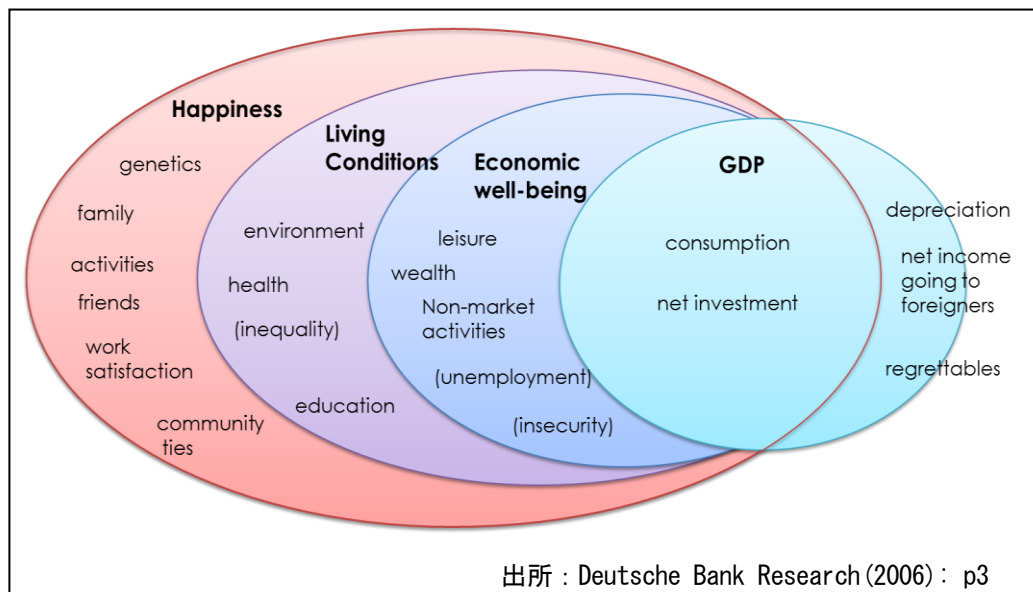 Happiness
genetics
family
activities
friends
work
satisfaction
community
ties
Living
Conditions
environment
health
(inequality)
education
Economic
well-being
leisure
wealth
Non-market
activities
(unemployment)
(insecurity)
GDP
consumption
net investment
depreciation
net income
going to
foreigners
regrettables
出所：Deutsche Bank Research(2006): p3